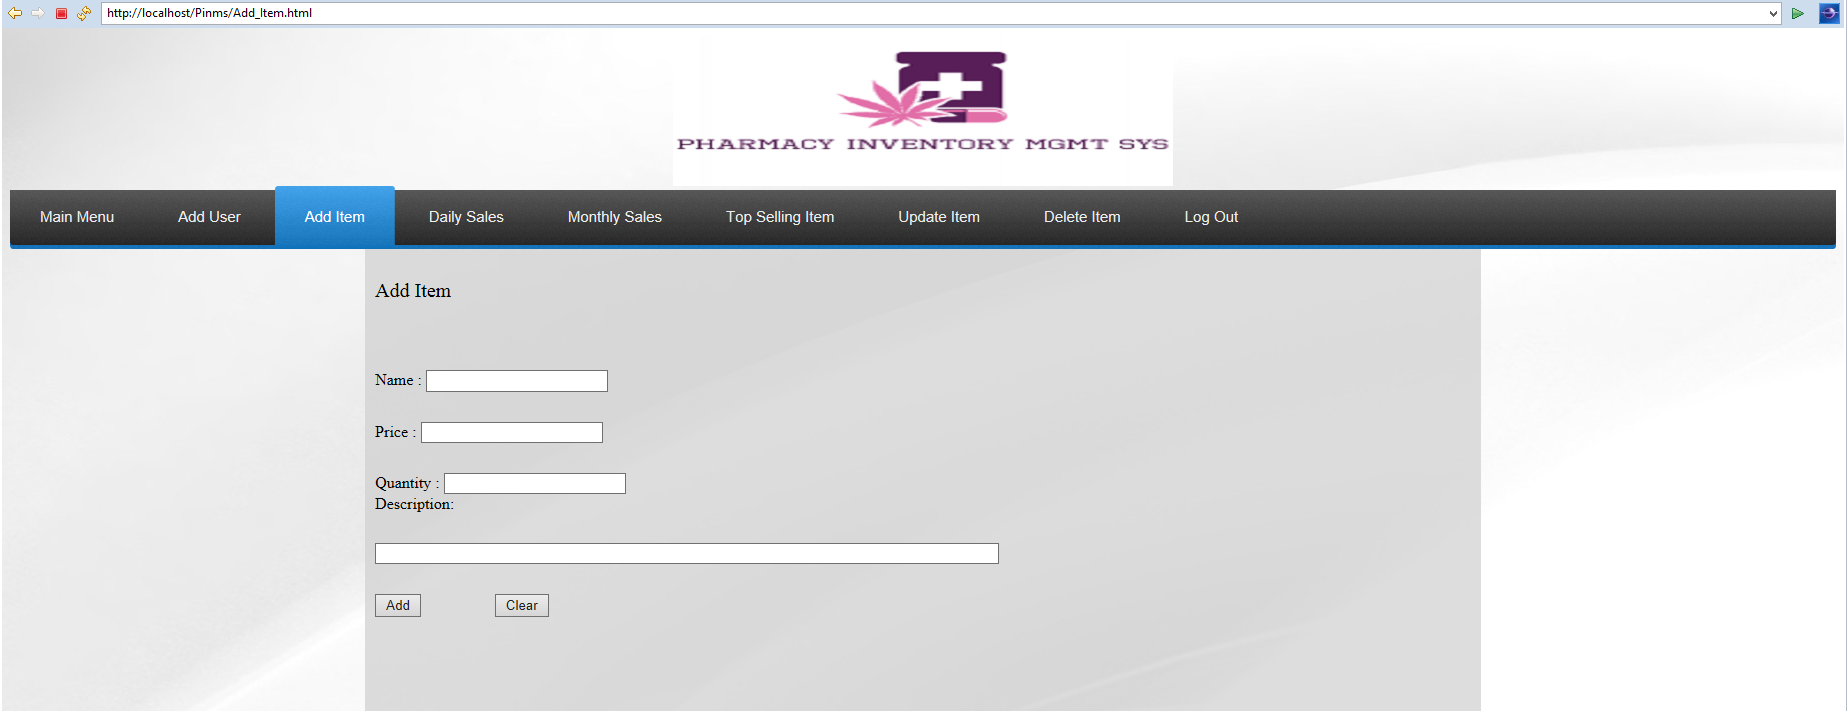 http://localhost/Pinms/Add_Item.html
PHARMACY INVENTORY MGMT SYS
Main Menu Add User Add Item Daily Sales Monthly Sales Top Selling Item Update Item Delete Item Log Out
Add Item
Name :
Price :
Quantity :
Description:
Add Clear